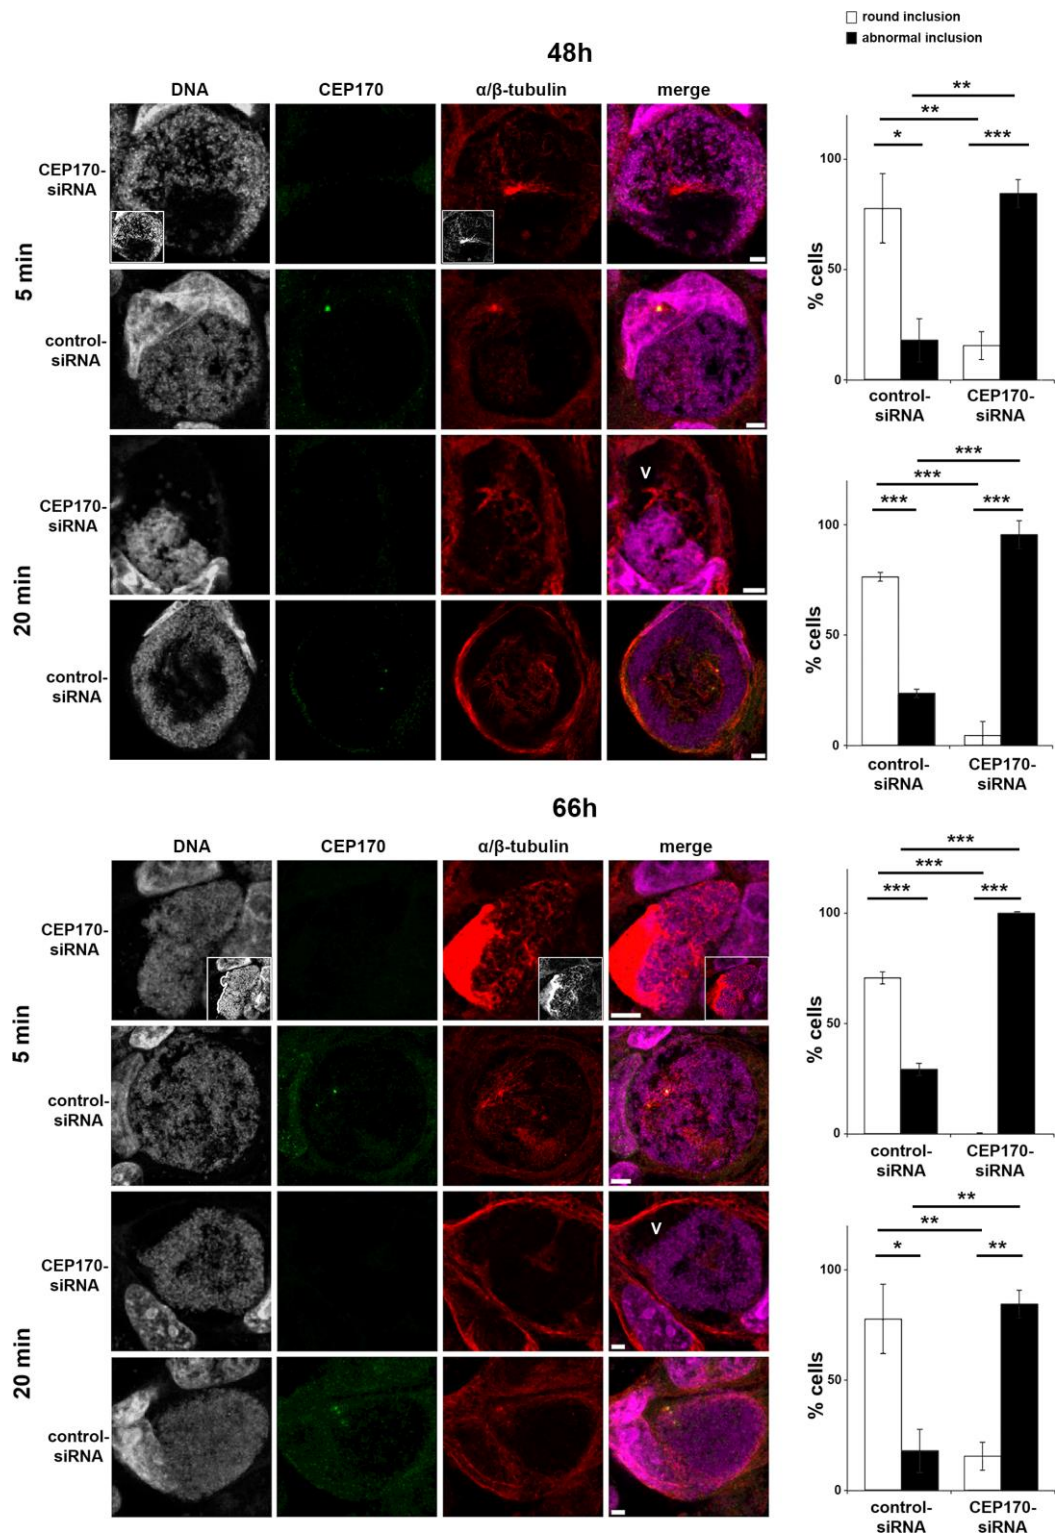 round inclusion
abnormal inclusion
48h
DNA CEP170 α/β-tubulin merge
5 min
CEP170-
siRNA
control-
siRNA
20 min
CEP170-
siRNA
V
control-
siRNA
**
**
* ***
100
50
0
% cells
control-
siRNA
CEP170-
siRNA
***
***
*** ***
100
50
0
% cells
control-
siRNA
CEP170-
siRNA
66h
DNA CEP170 α/β-tubulin merge
5 min
CEP170-
siRNA
control-
siRNA
20 min
CEP170-
siRNA
V
control-
siRNA
***
***
*** ***
100
50
0
% cells
control-
siRNA
CEP170-
siRNA
**
**
* **
100
50
0
% cells
control-
siRNA
CEP170-
siRNA